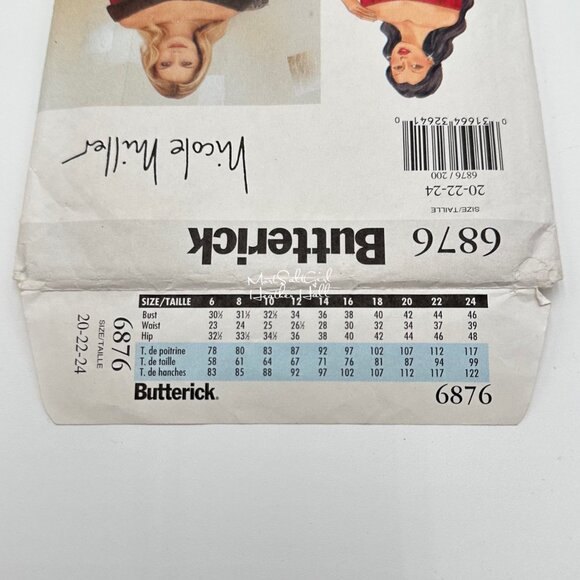 Nicole Miller
0 31664 32641 0
6876 / 200
20-22-24
SIZE/TAILLE
Butterick 6876
MostSalsGirl
Heather Hall
6876
SIZE/TAILLE
20-22-24
SIZE/TAILLE 6 8 10 12 14 16 18 20 22 24
Bust 30½ 31½ 32½ 34 36 38 40 42 44 46
Waist 23 24 25 26½ 28 30 32 34 37 39
Hip 32½ 33½ 34½ 36 38 40 42 44 46 48
T. de poitrine 78 80 83 87 92 97 102 107 112 117
T. de taille 58 61 64 67 71 76 81 87 94 99
T. de hanches 83 85 88 92 97 102 107 112 117 122
Butterick® 6876